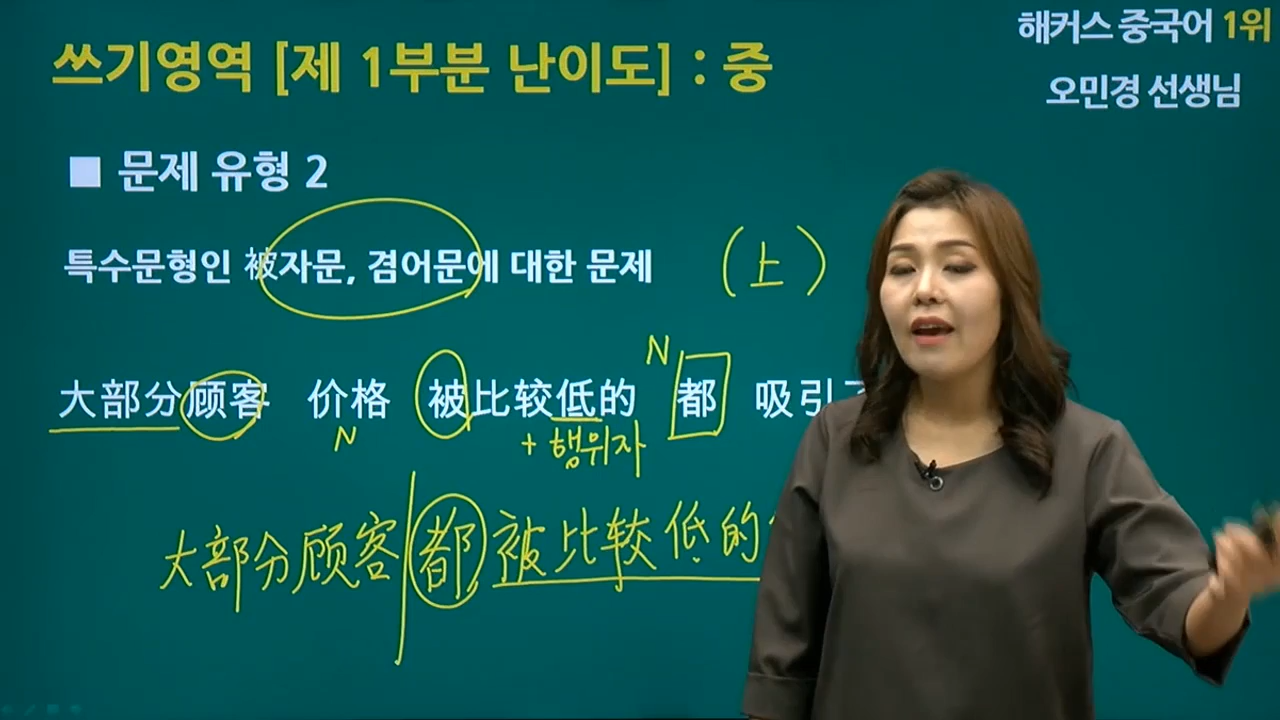 해커스 중국어 1위
쓰기영역 [제 1부분 난이도] : 중
오민경 선생님
■ 문제 유형 2
특수문형인 被자문, 겸어문에 대한 문제 (上)
N
大部分顾客 价格 被比较低的 都 吸引
N + 행위자
大部分顾客 都 被比较低的